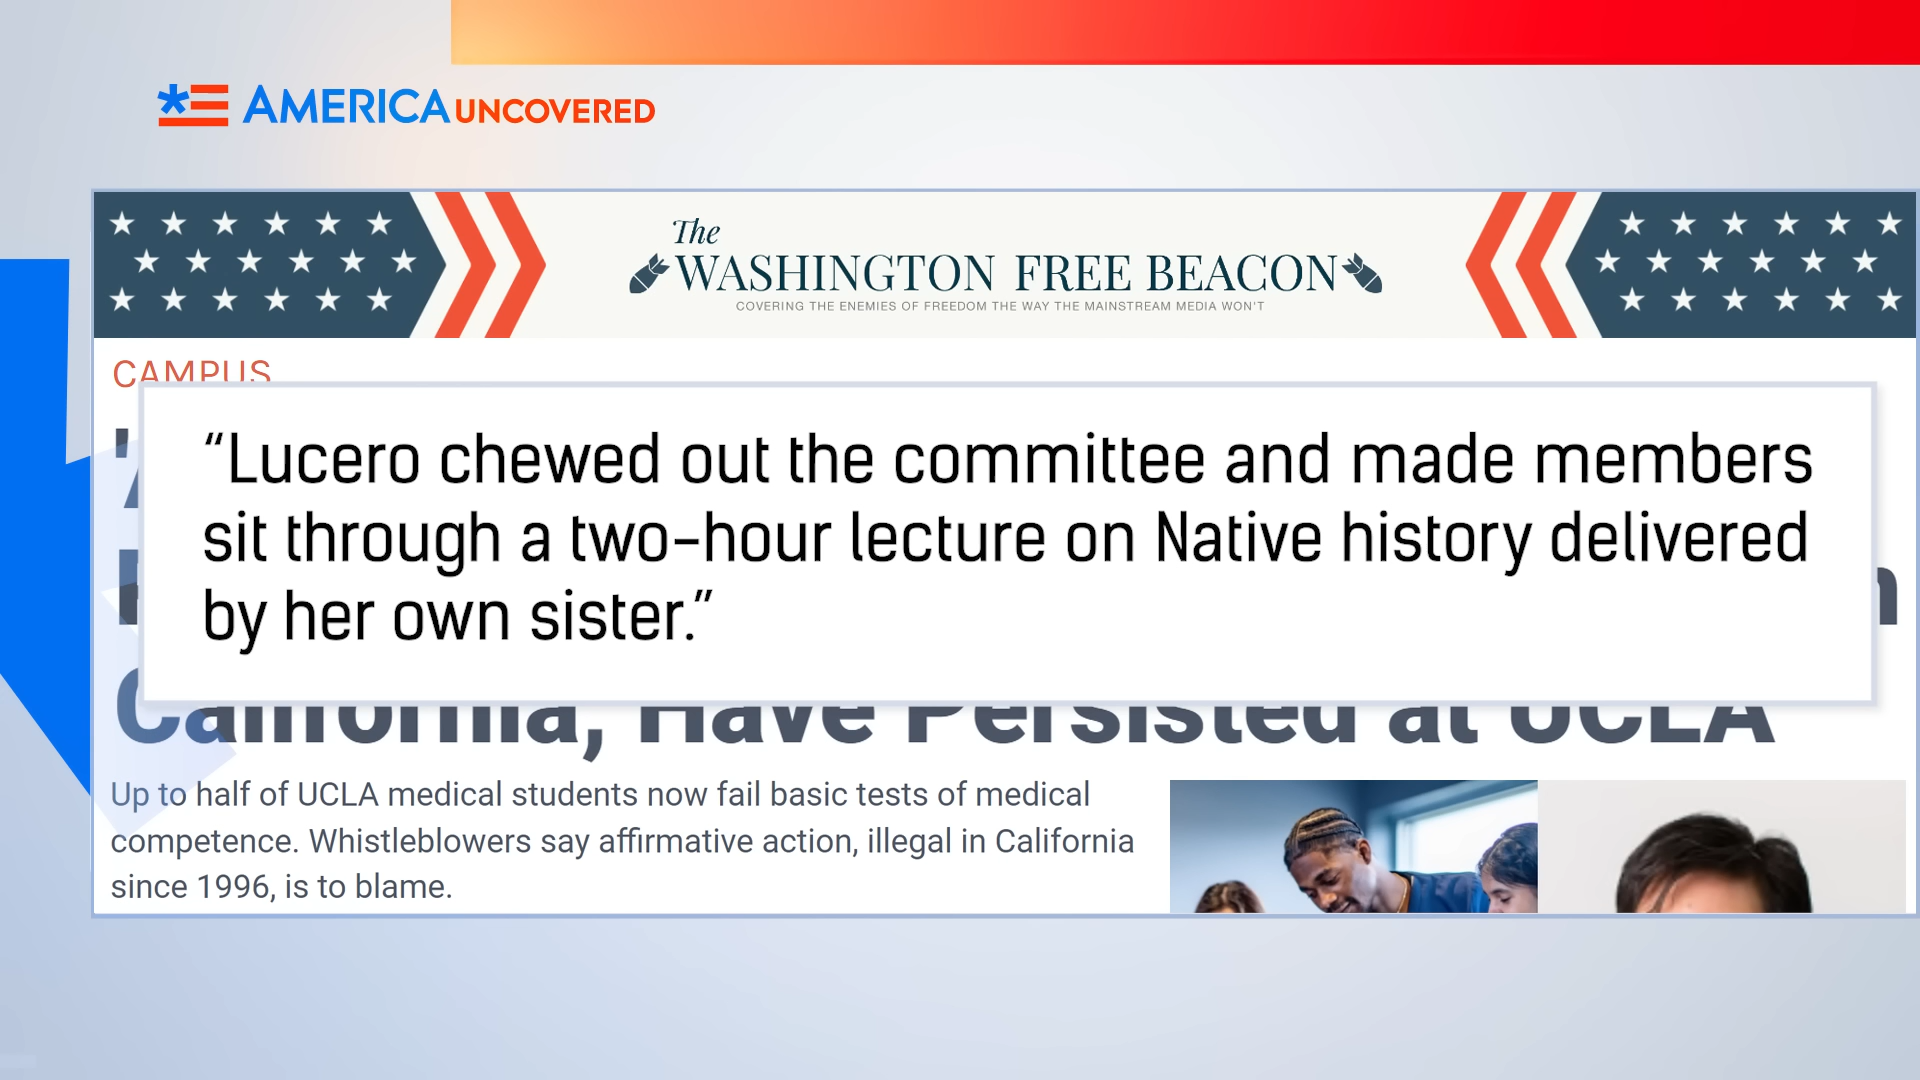 AMERICA UNCOVERED
The
WASHINGTON FREE BEACON
COVERING THE ENEMIES OF FREEDOM THE WAY THE MAINSTREAM MEDIA WON'T
CAMPUS
“Lucero chewed out the committee and made members
sit through a two-hour lecture on Native history delivered
by her own sister.”
California, Have Persisted at UCLA
Up to half of UCLA medical students now fail basic tests of medical
competence. Whistleblowers say affirmative action, illegal in California
since 1996, is to blame.